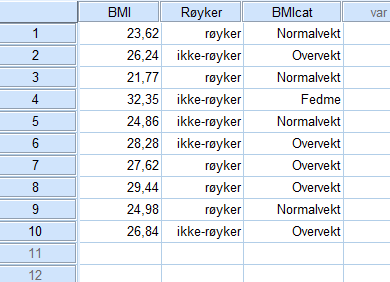 BMI Røyker BMIcat var
1 23,62 røyker Normalvekt
2 26,24 ikke-røyker Overvekt
3 21,77 røyker Normalvekt
4 32,35 ikke-røyker Fedme
5 24,86 ikke-røyker Normalvekt
6 28,28 ikke-røyker Overvekt
7 27,62 røyker Overvekt
8 29,44 røyker Overvekt
9 24,98 røyker Normalvekt
10 26,84 ikke-røyker Overvekt
11
12